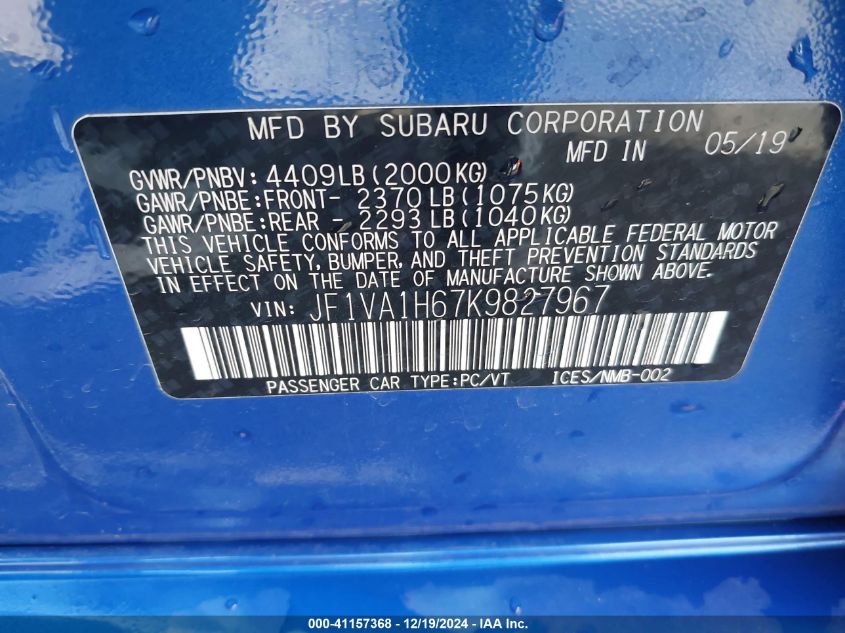 MFD BY SUBARU CORPORATION
MFD IN 05/19
GVWR/PNBV: 4409LB(2000KG)
GAWR/PNBE:FRONT- 2370LB(1075KG)
GAWR/PNBE:REAR - 2293LB(1040KG)
THIS VEHICLE CONFORMS TO ALL APPLICABLE FEDERAL MOTOR
VEHICLE SAFETY, BUMPER, AND THEFT PREVENTION STANDARDS
IN EFFECT ON THE DATE OF MANUFACTURE SHOWN ABOVE.
VIN: JF1VA1H67K9827967
PASSENGER CAR TYPE:PC/VT ICES/NMB-002
000-41157368 - 12/19/2024 - IAAI.com